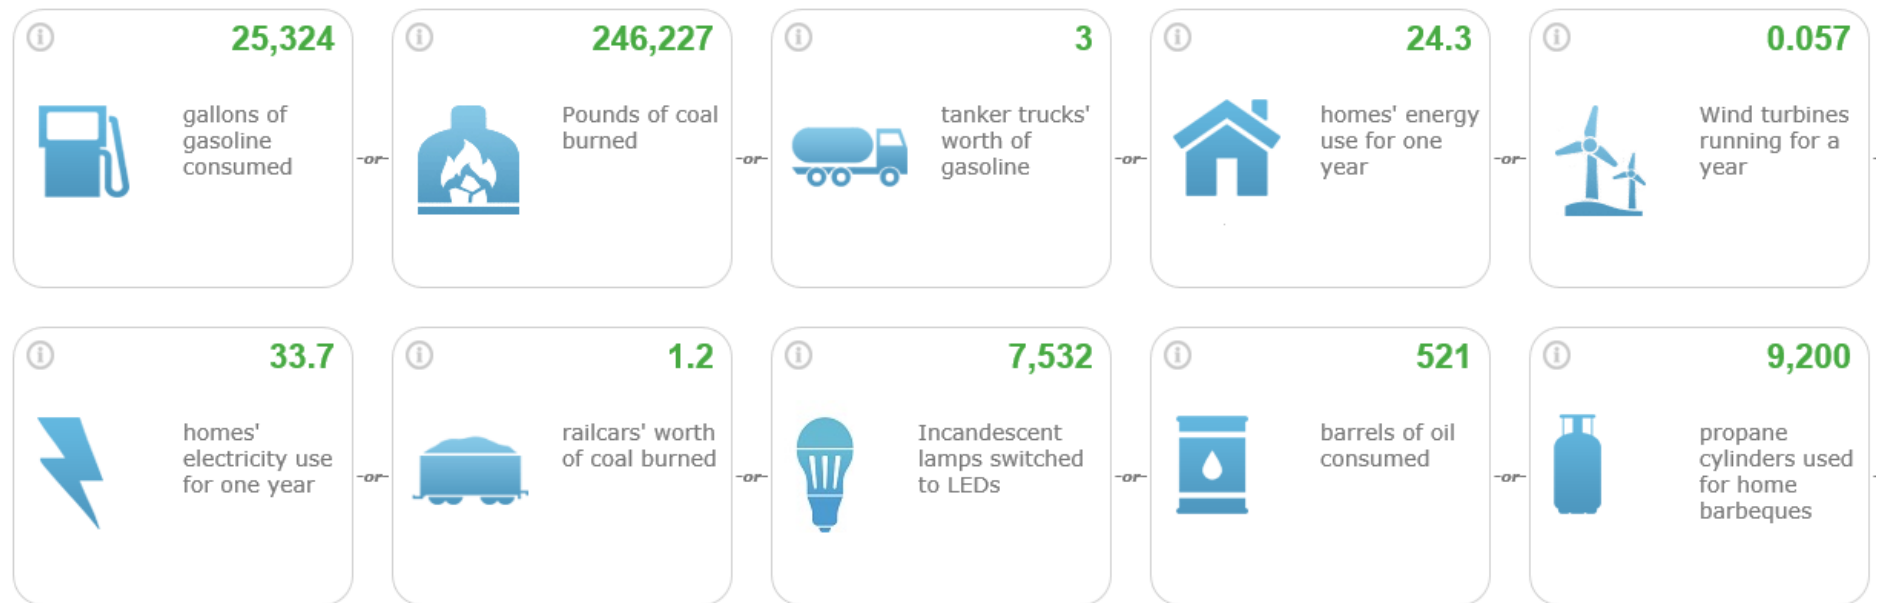 25,324
gallons of
gasoline
consumed
-or-
246,227
Pounds of coal
burned
-or-
3
tanker trucks'
worth of
gasoline
-or-
24.3
homes' energy
use for one
year
-or-
0.057
Wind turbines
running for a
year
33.7
homes'
electricity use
for one year
-or-
1.2
railcars' worth
of coal burned
-or-
7,532
Incandescent
lamps switched
to LEDs
-or-
521
barrels of oil
consumed
-or-
9,200
propane
cylinders used
for home
barbeques